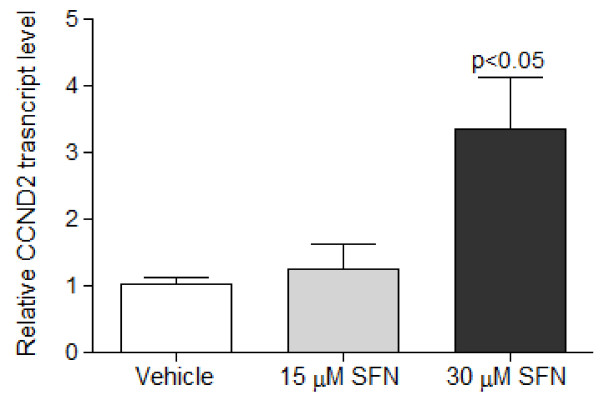 Relative CCND2 trasncript level
5
4
3
2
1
0
p<0.05
Vehicle
15 μM SFN
30 μM SFN